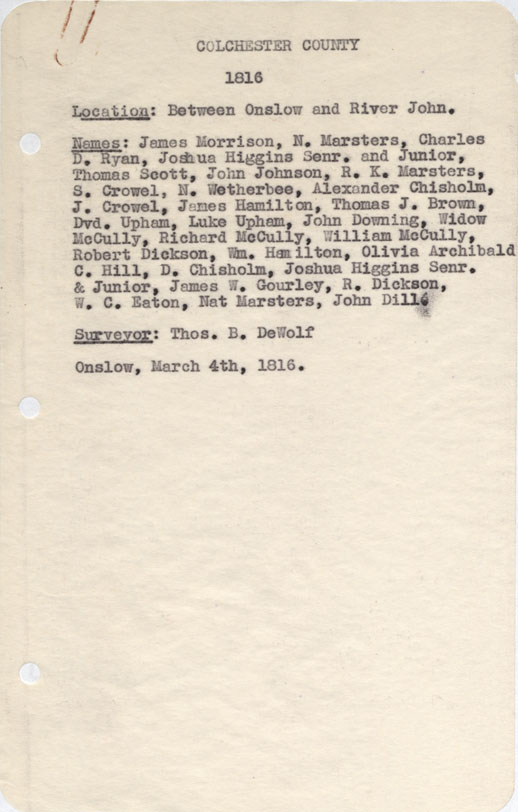 COLCHESTER COUNTY
1816
Location: Between Onslow and River John.
Names: James Morrison, N. Marsters, Charles
D. Ryan, Joshua Higgins Senr. and Junior,
Thomas Scott, John Johnson, R. K. Marsters,
S. Crowel, N. Wetherbee, Alexander Chisholm,
J. Crowel, James Hamilton, Thomas J. Brown,
Dvd. Upham, Luke Upham, John Downing, Widow
McCully, Richard McCully, William McCully,
Robert Dickson, Wm. Hamilton, Olivia Archibald
C. Hill, D. Chisholm, Joshua Higgins Senr.
& Junior, James W. Gourley, R. Dickson,
W. C. Eaton, Nat Marsters, John
Surveyor: Thos. B. DeWolf
Onslow, March 4th, 1816.